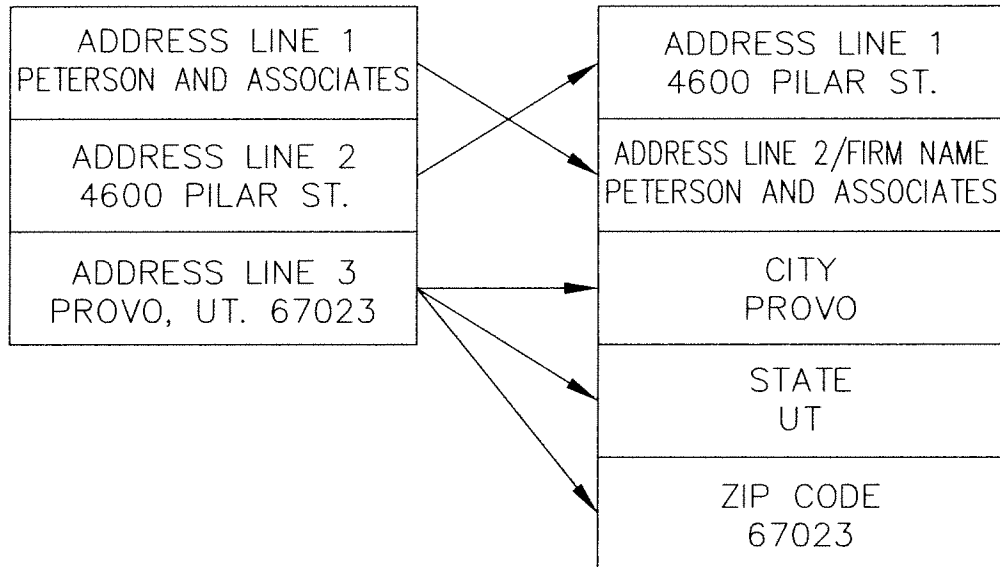 ADDRESS LINE 1
PETERSON AND ASSOCIATES
ADDRESS LINE 2
4600 PILAR ST.
ADDRESS LINE 3
PROVO, UT. 67023
ADDRESS LINE 1
4600 PILAR ST.
ADDRESS LINE 2/FIRM NAME
PETERSON AND ASSOCIATES
CITY
PROVO
STATE
UT
ZIP CODE
67023